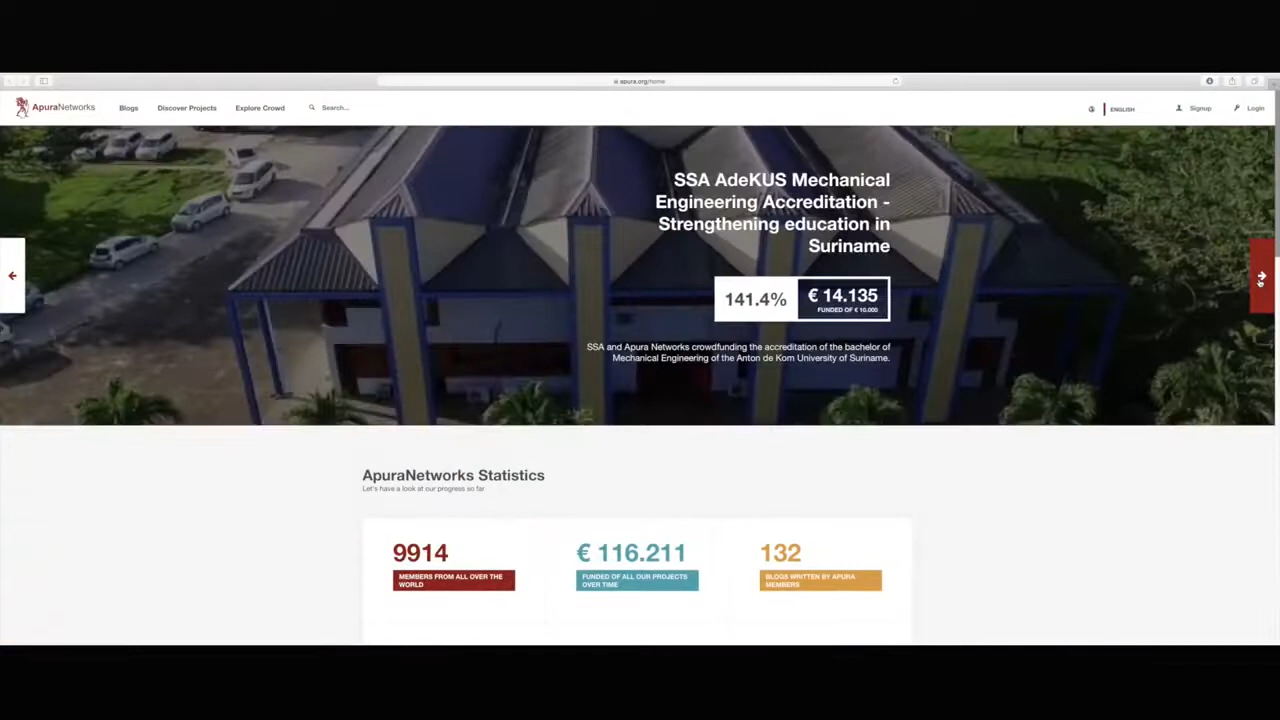 apura.org/home
ApuraNetworks
Blogs
Discover Projects
Explore Crowd
Search...
ENGLISH
Signup
Login
SSA AdeKUS Mechanical
Engineering Accreditation -
Strengthening education in
Suriname
141.4%
€ 14.135
FUNDED OF € 10.000
SSA and Apura Networks crowdfunding the accreditation of the bachelor of
Mechanical Engineering of the Anton de Kom University of Suriname.
ApuraNetworks Statistics
Let's have a look at our progress so far
9914
MEMBERS FROM ALL OVER THE
WORLD
€ 116.211
FUNDED OF ALL OUR PROJECTS
OVER TIME
132
BLOGS WRITTEN BY APURA
MEMBERS